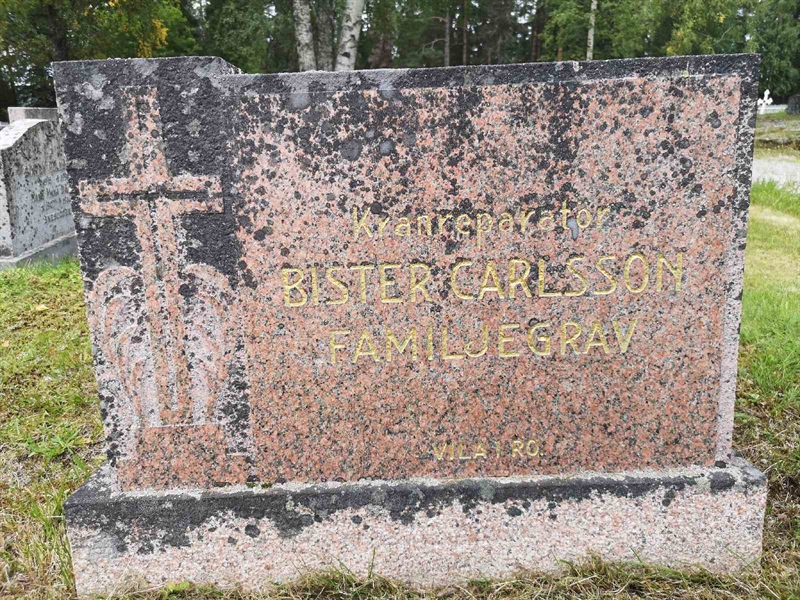 Kranreparatör
BISTER CARLSSON
FAMILJEGRAV
VILA I RO.